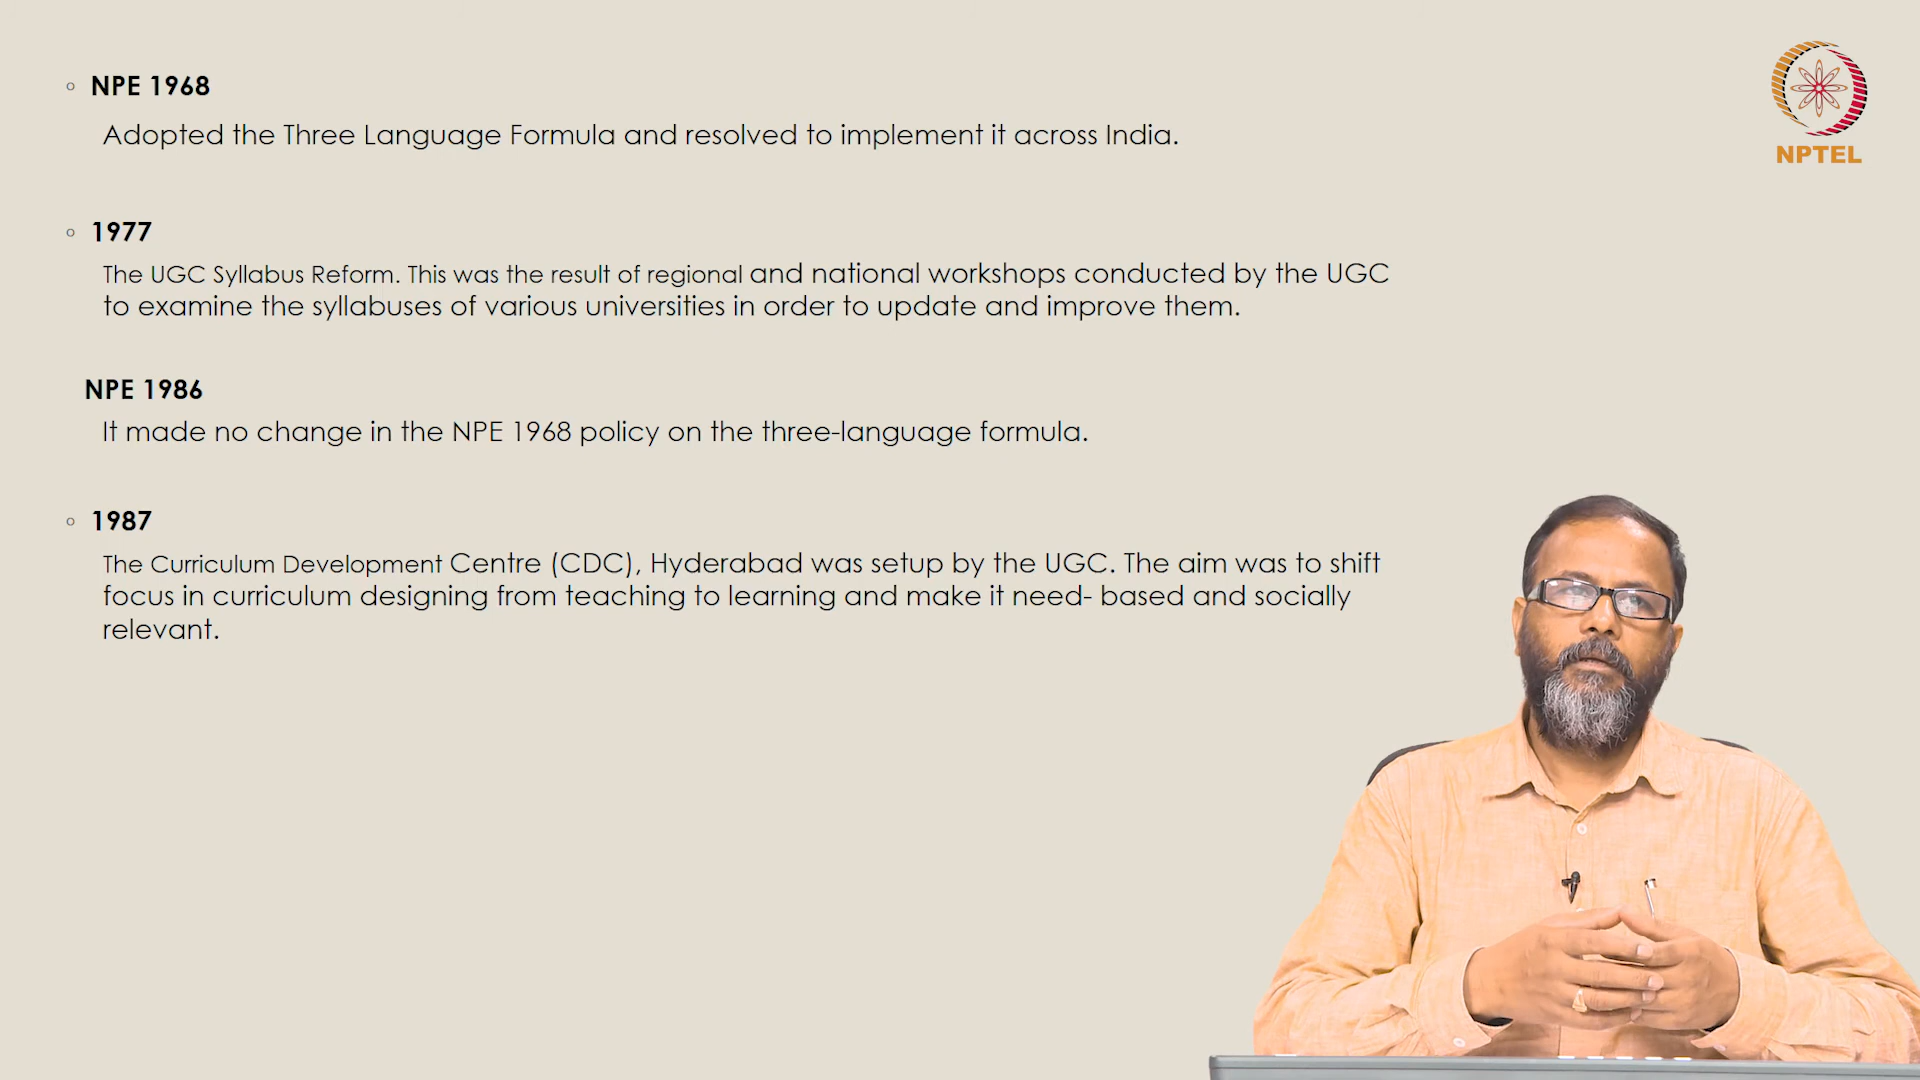 NPE 1968
Adopted the Three Language Formula and resolved to implement it across India.
1977
The UGC Syllabus Reform. This was the result of regional and national workshops conducted by the UGC
to examine the syllabuses of various universities in order to update and improve them.
NPE 1986
It made no change in the NPE 1968 policy on the three-language formula.
1987
The Curriculum Development Centre (CDC), Hyderabad was setup by the UGC. The aim was to shift
focus in curriculum designing from teaching to learning and make it need- based and socially
relevant.
NPTEL